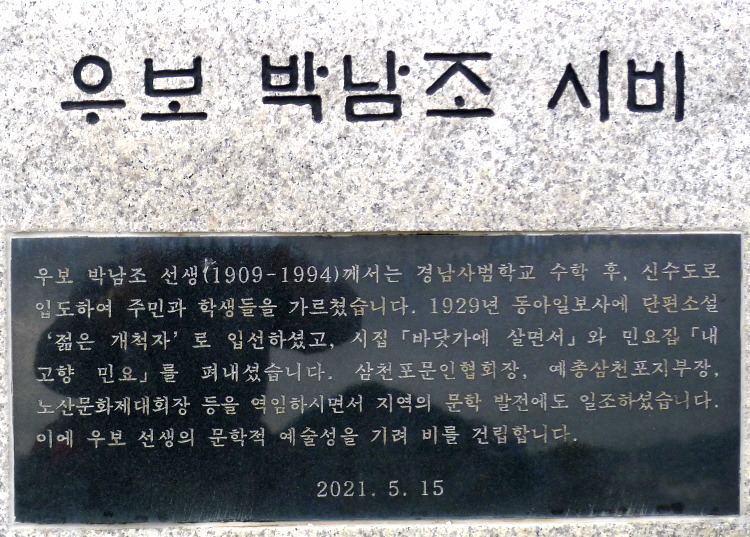 우보 박남조 시비
우보 박남조 선생(1909-1994)께서는 경남사범학교 수학 후, 신수도로
입도하여 주민과 학생들을 가르쳤습니다. 1929년 동아일보사에 단편소설
‘젊은 개척자’ 로 입선하셨고, 시집 「바닷가에 살면서」와 민요집 「내
고향 민요」를 펴내셨습니다. 삼천포문인협회장, 예총삼천포지부장,
노산문화제대회장 등을 역임하시면서 지역의 문학 발전에도 일조하셨습니다.
이에 우보 선생의 문학적 예술성을 기려 비를 건립합니다.
2021. 5. 15